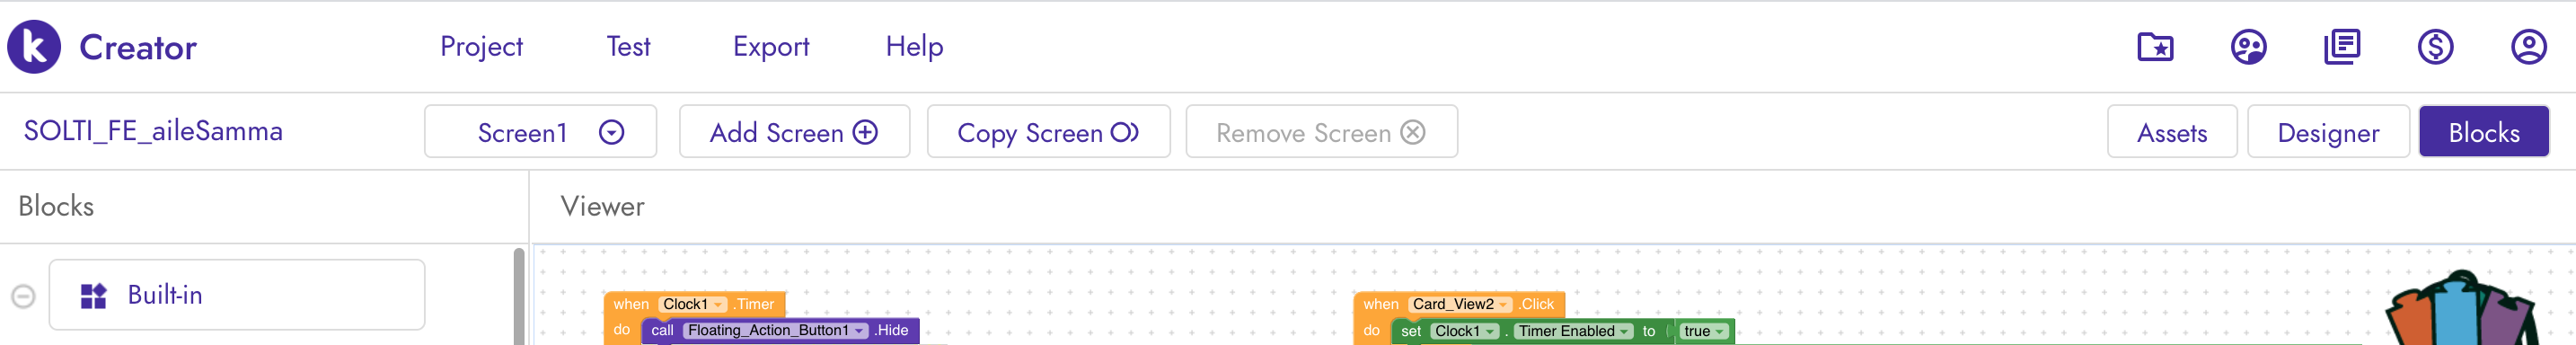 k Creator Project Test Export Help
SOLTI_FE_aileSamma Screen1 Add Screen Copy Screen Remove Screen Assets Designer Blocks
Blocks Viewer
Built-in
when Clock1 .Timer
do call Floating_Action_Button1 .Hide
when Card_View2 .Click
do set Clock1 . Timer Enabled to true